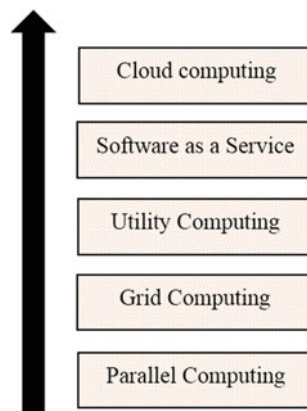 Cloud computing
Software as a Service
Utility Computing
Grid Computing
Parallel Computing